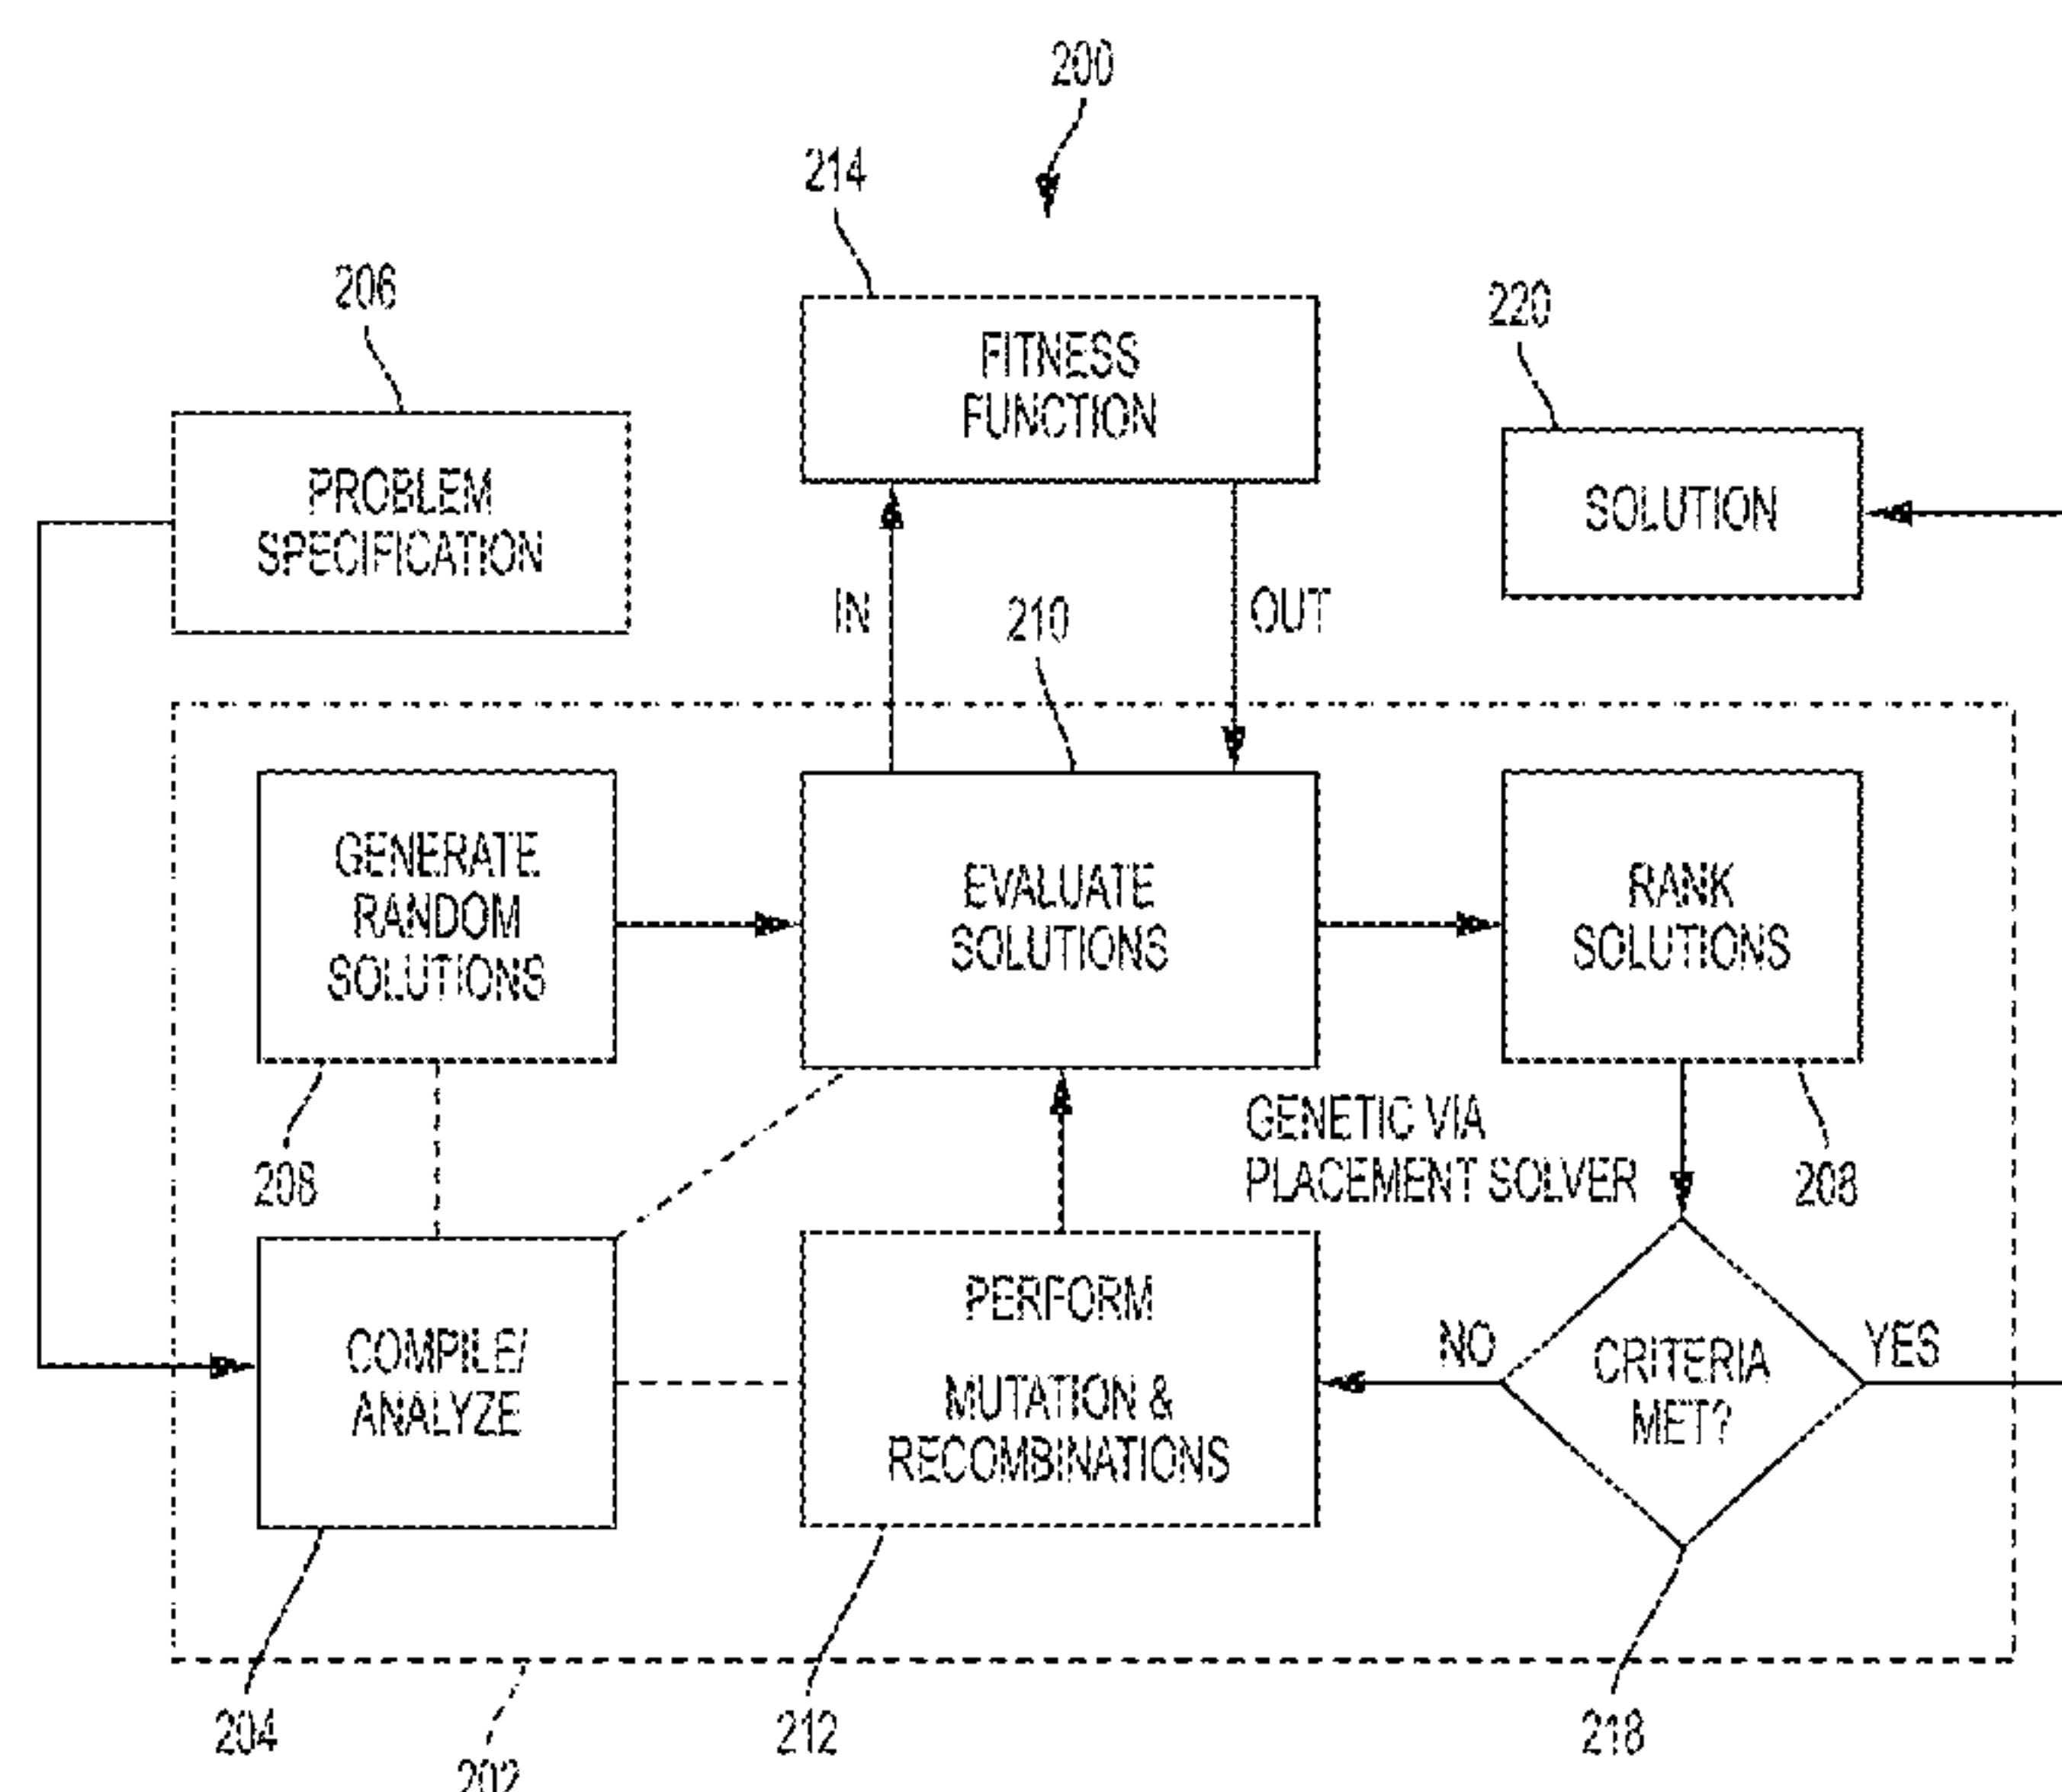 200
214
206
220
FITNESS
FUNCTION
PROBLEM
SPECIFICATION
SOLUTION
IN
210
OUT
GENERATE
RANDOM
SOLUTIONS
EVALUATE
SOLUTIONS
RANK
SOLUTIONS
GENETIC VIA
PLACEMENT SOLVER
208
208
COMPILE/
ANALYZE
PERFORM
MUTATION &
RECOMBINATIONS
NO
CRITERIA
MET?
YES
204
212
218
202